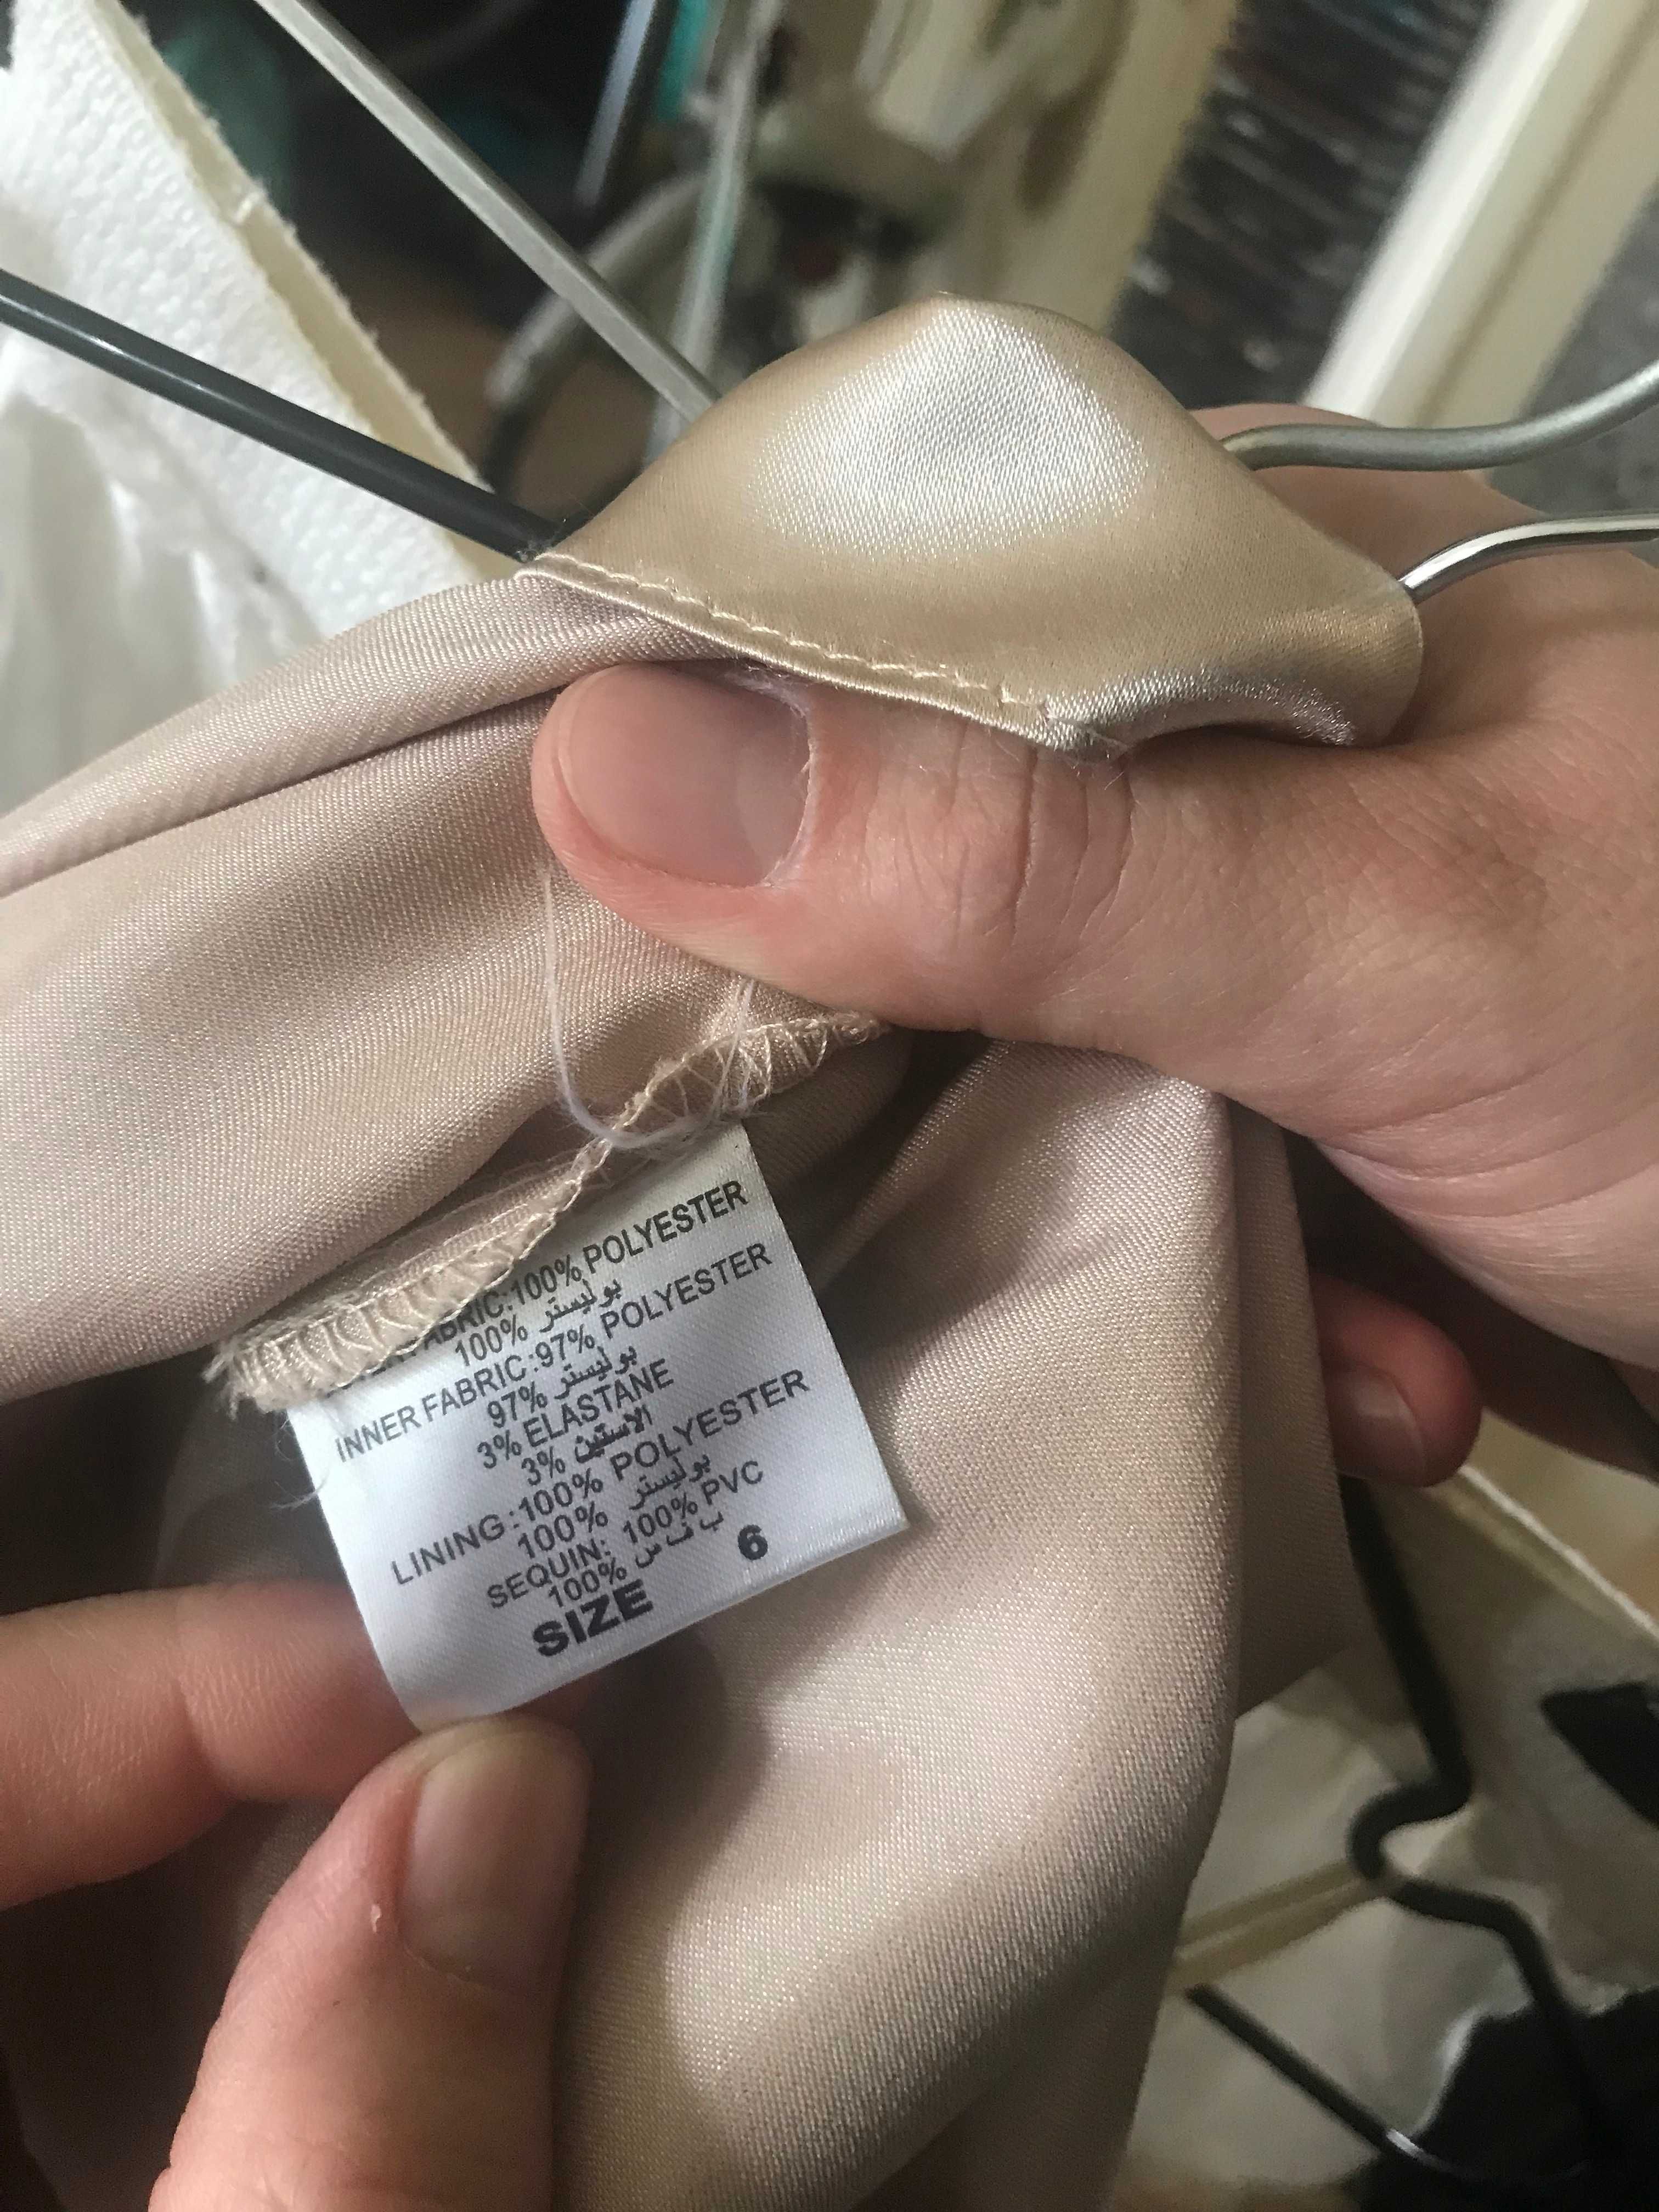 FABRIC:100% POLYESTER
100% بوليستر
INNER FABRIC:97% POLYESTER
97% بوليستر
3% ELASTANE
3% الاستين
LINING:100% POLYESTER
100% بوليستر
SEQUIN: 100% PVC
100% ب ف س
SIZE 6